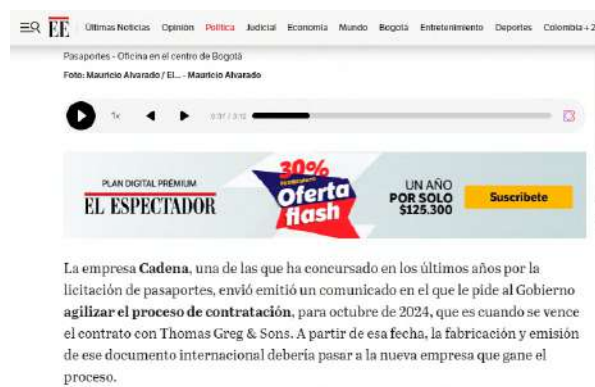 EE Últimas Noticias Opinión Política Judicial Economía Mundo Bogotá Entretenimiento Deportes Colombia + 2
Pasaportes - Oficina en el centro de Bogotá
Foto: Mauricio Alvarado / El... - Mauricio Alvarado
1x
PLAN DIGITAL PREMIUM
EL ESPECTADOR
30%
Oferta
flash
UN AÑO
POR SOLO
$125.300
Suscríbete
La empresa Cadena, una de las que ha concursado en los últimos años por la
licitación de pasaportes, envió emitió un comunicado en el que le pide al Gobierno
agilizar el proceso de contratación, para octubre de 2024, que es cuando se vence
el contrato con Thomas Greg & Sons. A partir de esa fecha, la fabricación y emisión
de ese documento internacional debería pasar a la nueva empresa que gane el
proceso.